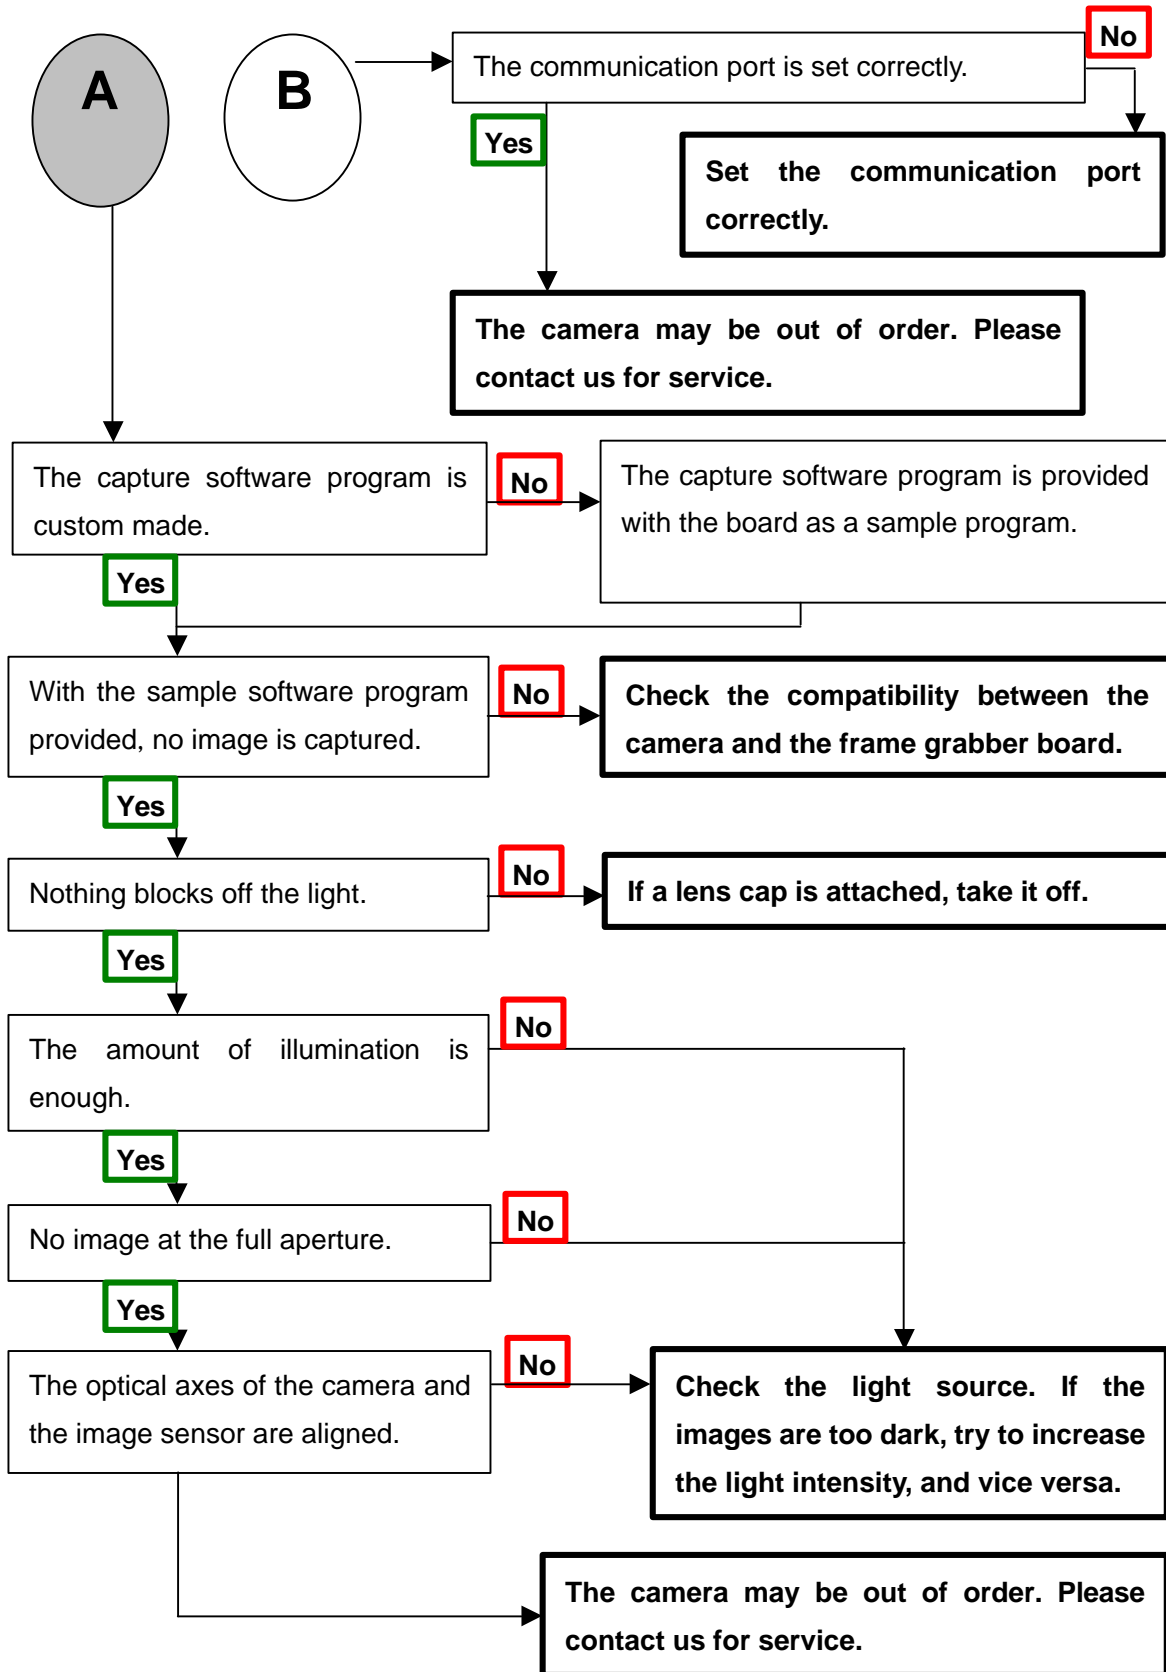 A
B
The communication port is set correctly.
No
Yes
Set the communication port
correctly.
The camera may be out of order. Please
contact us for service.
The capture software program is
custom made.
No
The capture software program is provided
with the board as a sample program.
Yes
With the sample software program
provided, no image is captured.
No
Check the compatibility between the
camera and the frame grabber board.
Yes
Nothing blocks off the light.
No
If a lens cap is attached, take it off.
Yes
The amount of illumination is
enough.
No
Yes
No image at the full aperture.
No
Yes
The optical axes of the camera and
the image sensor are aligned.
No
Check the light source. If the
images are too dark, try to increase
the light intensity, and vice versa.
The camera may be out of order. Please
contact us for service.